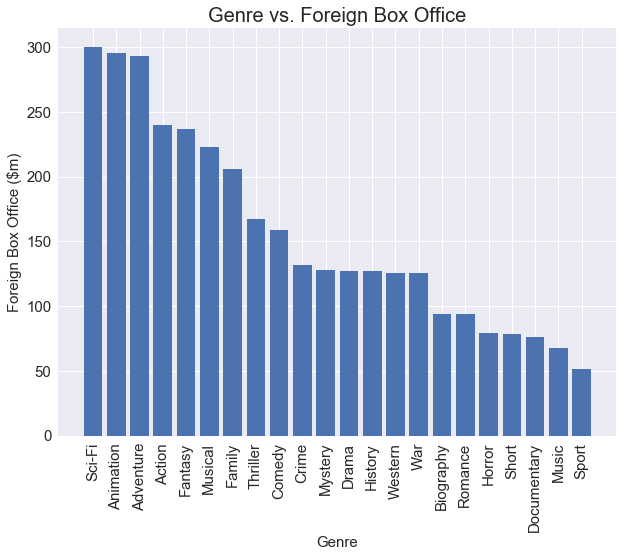 Genre vs. Foreign Box Office
Foreign Box Office ($m)
300
250
200
150
100
50
0
Sci-Fi
Animation
Adventure
Action
Fantasy
Musical
Family
Thriller
Comedy
Crime
Mystery
Drama
History
Western
War
Biography
Romance
Horror
Short
Documentary
Music
Sport
Genre